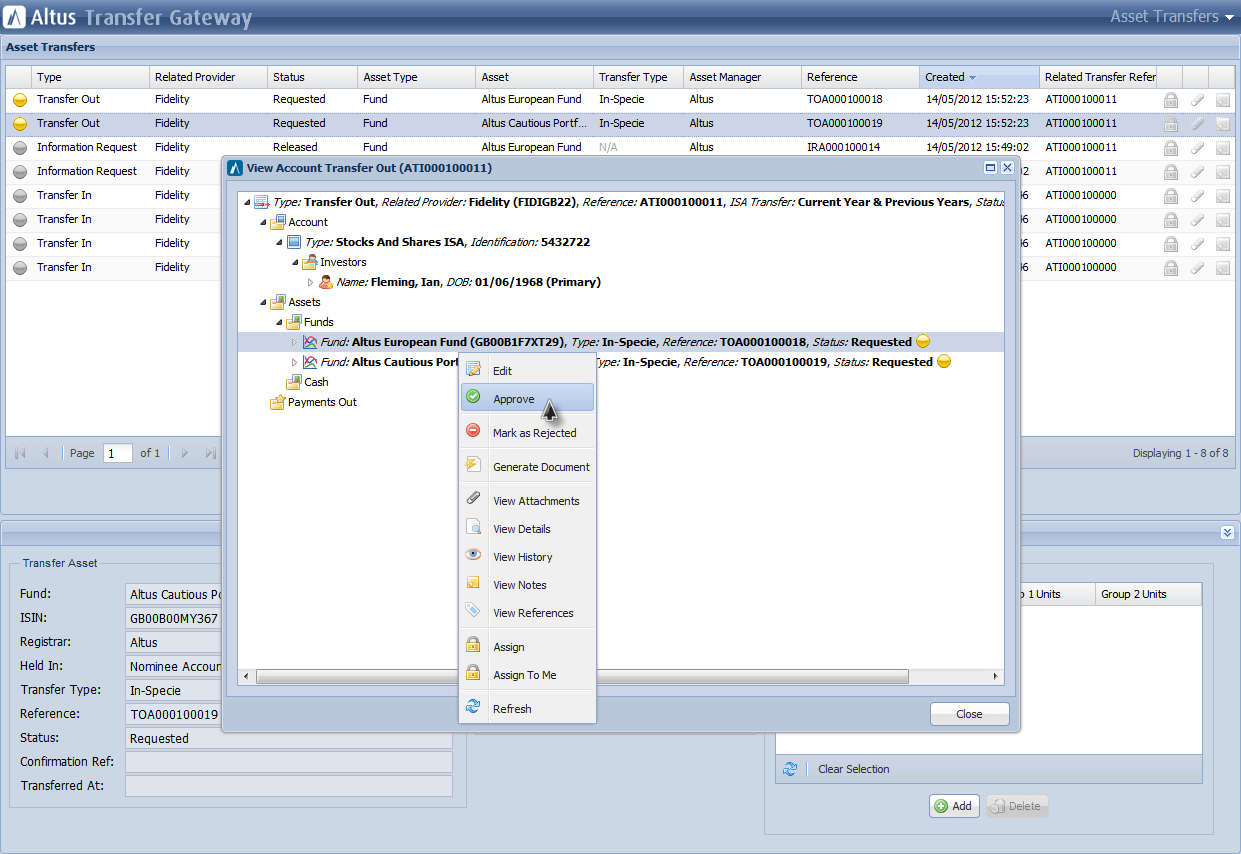 Altus Transfer Gateway
Asset Transfers
Asset Transfers
Type Related Provider Status Asset Type Asset Transfer Type Asset Manager Reference Created Related Transfer Refer
Transfer Out Fidelity Requested Fund Altus European Fund In-Specie Altus TOA000100018 14/05/2012 15:52:23 ATI000100011
Transfer Out Fidelity Requested Fund Altus Cautious Portf... In-Specie Altus TOA000100019 14/05/2012 15:52:23 ATI000100011
Information Request Fidelity Released Fund Altus European Fund N/A Altus IRA000100014 14/05/2012 15:49:02 ATI000100011
Information Request Fidelity ATI000100011
Transfer In Fidelity ATI000100000
Transfer In Fidelity ATI000100000
Transfer In Fidelity ATI000100000
Transfer In Fidelity ATI000100000
View Account Transfer Out (ATI000100011)
Type: Transfer Out, Related Provider: Fidelity (FIDIGB22), Reference: ATI000100011, ISA Transfer: Current Year & Previous Years, Status
Account
Type: Stocks And Shares ISA, Identification: 5432722
Investors
Name: Fleming, Ian, DOB: 01/06/1968 (Primary)
Assets
Funds
Fund: Altus European Fund (GB00B1F7XT29), Type: In-Specie, Reference: TOA000100018, Status: Requested
Fund: Altus Cautious Port ype: In-Specie, Reference: TOA000100019, Status: Requested
Cash
Payments Out
Edit
Approve
Mark as Rejected
Generate Document
View Attachments
View Details
View History
View Notes
View References
Assign
Assign To Me
Refresh
Close
Page 1 of 1
Displaying 1 - 8 of 8
Transfer Asset
Fund: Altus Cautious Po
ISIN: GB00B00MY367
Registrar: Altus
Held In: Nominee Accour
Transfer Type: In-Specie
Reference: TOA000100019
Status: Requested
Confirmation Ref:
Transferred At:
p 1 Units Group 2 Units
Clear Selection
Add Delete